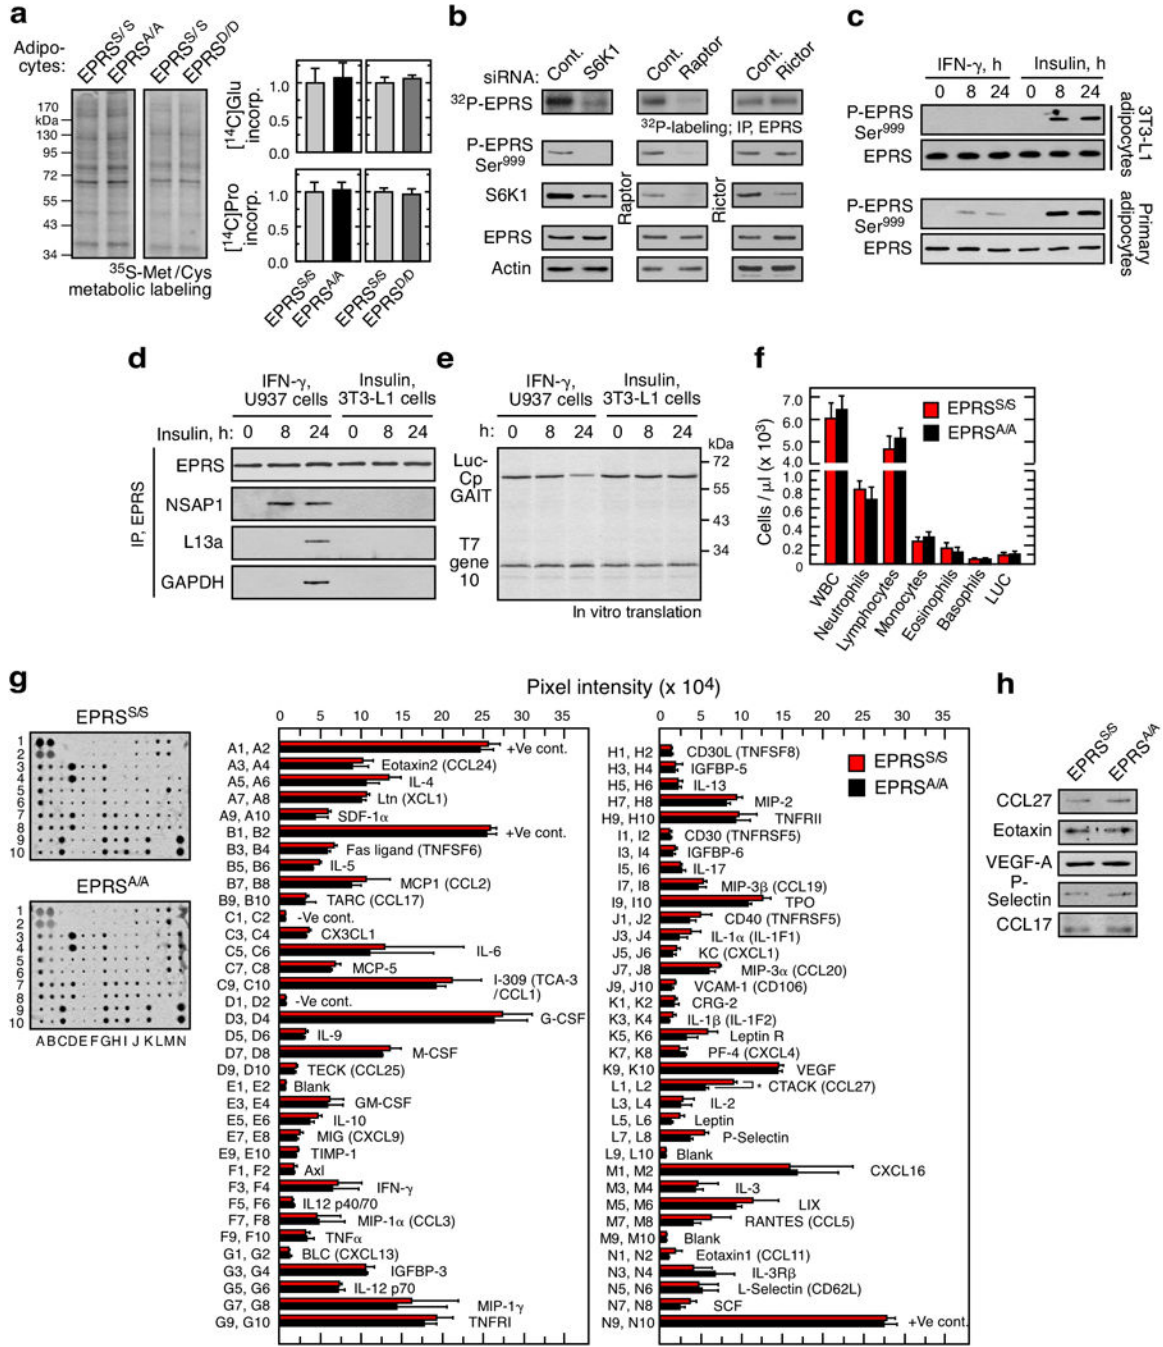 a
Adipo-
cytes:
EPRSS/S
EPRSA/A
EPRSS/S
EPRSD/D
170
kDa
130
95
72
55
43
34
35S-Met/Cys
metabolic labeling
[14C]Glu
incorp.
1.0
0.5
0.0
[14C]Pro
incorp.
1.0
0.5
0.0
EPRSS/S
EPRSA/A
EPRSS/S
EPRSD/D
b
siRNA:
Cont.
S6K1
Cont.
Raptor
Cont.
Rictor
32P-EPRS
32P-labeling; IP, EPRS
P-EPRS
Ser999
S6K1
Raptor
Rictor
EPRS
Actin
c
IFN-γ, h
Insulin, h
0 8 24 0 8 24
P-EPRS
Ser999
EPRS
3T3-L1
adipocytes
P-EPRS
Ser999
EPRS
Primary
adipocytes
d
IFN-γ,
U937 cells
Insulin,
3T3-L1 cells
Insulin, h: 0 8 24 0 8 24
IP, EPRS
EPRS
NSAP1
L13a
GAPDH
e
IFN-γ,
U937 cells
Insulin,
3T3-L1 cells
h: 0 8 24 0 8 24
kDa
Luc-
Cp
GAIT
T7
gene
10
72
55
43
34
In vitro translation
f
Cells / µl (x 10³)
7.0
6.0
5.0
4.0
1.0
0.8
0.6
0.4
0.2
0
EPRSS/S
EPRSA/A
WBC
Neutrophils
Lymphocytes
Monocytes
Eosinophils
Basophils
LUC
g
EPRSS/S
1
2
3
4
5
6
7
8
9
10
EPRSA/A
1
2
3
4
5
6
7
8
9
10
A B C D E F G H I J K L M N
Pixel intensity (x 10⁴)
0 5 10 15 20 25 30 35
A1, A2 +Ve cont.
A3, A4 Eotaxin2 (CCL24)
A5, A6 IL-4
A7, A8 Ltn (XCL1)
A9, A10 SDF-1α
B1, B2 +Ve cont.
B3, B4 Fas ligand (TNFSF6)
B5, B6 IL-5
B7, B8 MCP1 (CCL2)
B9, B10 TARC (CCL17)
C1, C2 -Ve cont.
C3, C4 CX3CL1
C5, C6 IL-6
C7, C8 MCP-5
C9, C10 I-309 (TCA-3
/CCL1)
D1, D2 -Ve cont.
D3, D4 G-CSF
D5, D6 IL-9
D7, D8 M-CSF
D9, D10 TECK (CCL25)
E1, E2 Blank
E3, E4 GM-CSF
E5, E6 IL-10
E7, E8 MIG (CXCL9)
E9, E10 TIMP-1
F1, F2 Axl
F3, F4 IFN-γ
F5, F6 IL12 p40/70
F7, F8 MIP-1α (CCL3)
F9, F10 TNFα
G1, G2 BLC (CXCL13)
G3, G4 IGFBP-3
G5, G6 IL-12 p70
G7, G8 MIP-1γ
G9, G10 TNFRI
0 5 10 15 20 25 30 35
EPRSS/S
EPRSA/A
H1, H2 CD30L (TNFSF8)
H3, H4 IGFBP-5
H5, H6 IL-13
H7, H8 MIP-2
H9, H10 TNFRII
I1, I2 CD30 (TNFRSF5)
I3, I4 IGFBP-6
I5, I6 IL-17
I7, I8 MIP-3β (CCL19)
I9, I10 TPO
J1, J2 CD40 (TNFRSF5)
J3, J4 IL-1α (IL-1F1)
J5, J6 KC (CXCL1)
J7, J8 MIP-3α (CCL20)
J9, J10 VCAM-1 (CD106)
K1, K2 CRG-2
K3, K4 IL-1β (IL-1F2)
K5, K6 Leptin R
K7, K8 PF-4 (CXCL4)
K9, K10 VEGF
L1, L2 * CTACK (CCL27)
L3, L4 IL-2
L5, L6 Leptin
L7, L8 P-Selectin
L9, L10 Blank
M1, M2 CXCL16
M3, M4 IL-3
M5, M6 LIX
M7, M8 RANTES (CCL5)
M9, M10 Blank
N1, N2 Eotaxin1 (CCL11)
N3, N4 IL-3Rβ
N5, N6 L-Selectin (CD62L)
N7, N8 SCF
N9, N10 +Ve cont.
h
EPRSS/S
EPRSA/A
CCL27
Eotaxin
VEGF-A
P-
Selectin
CCL17